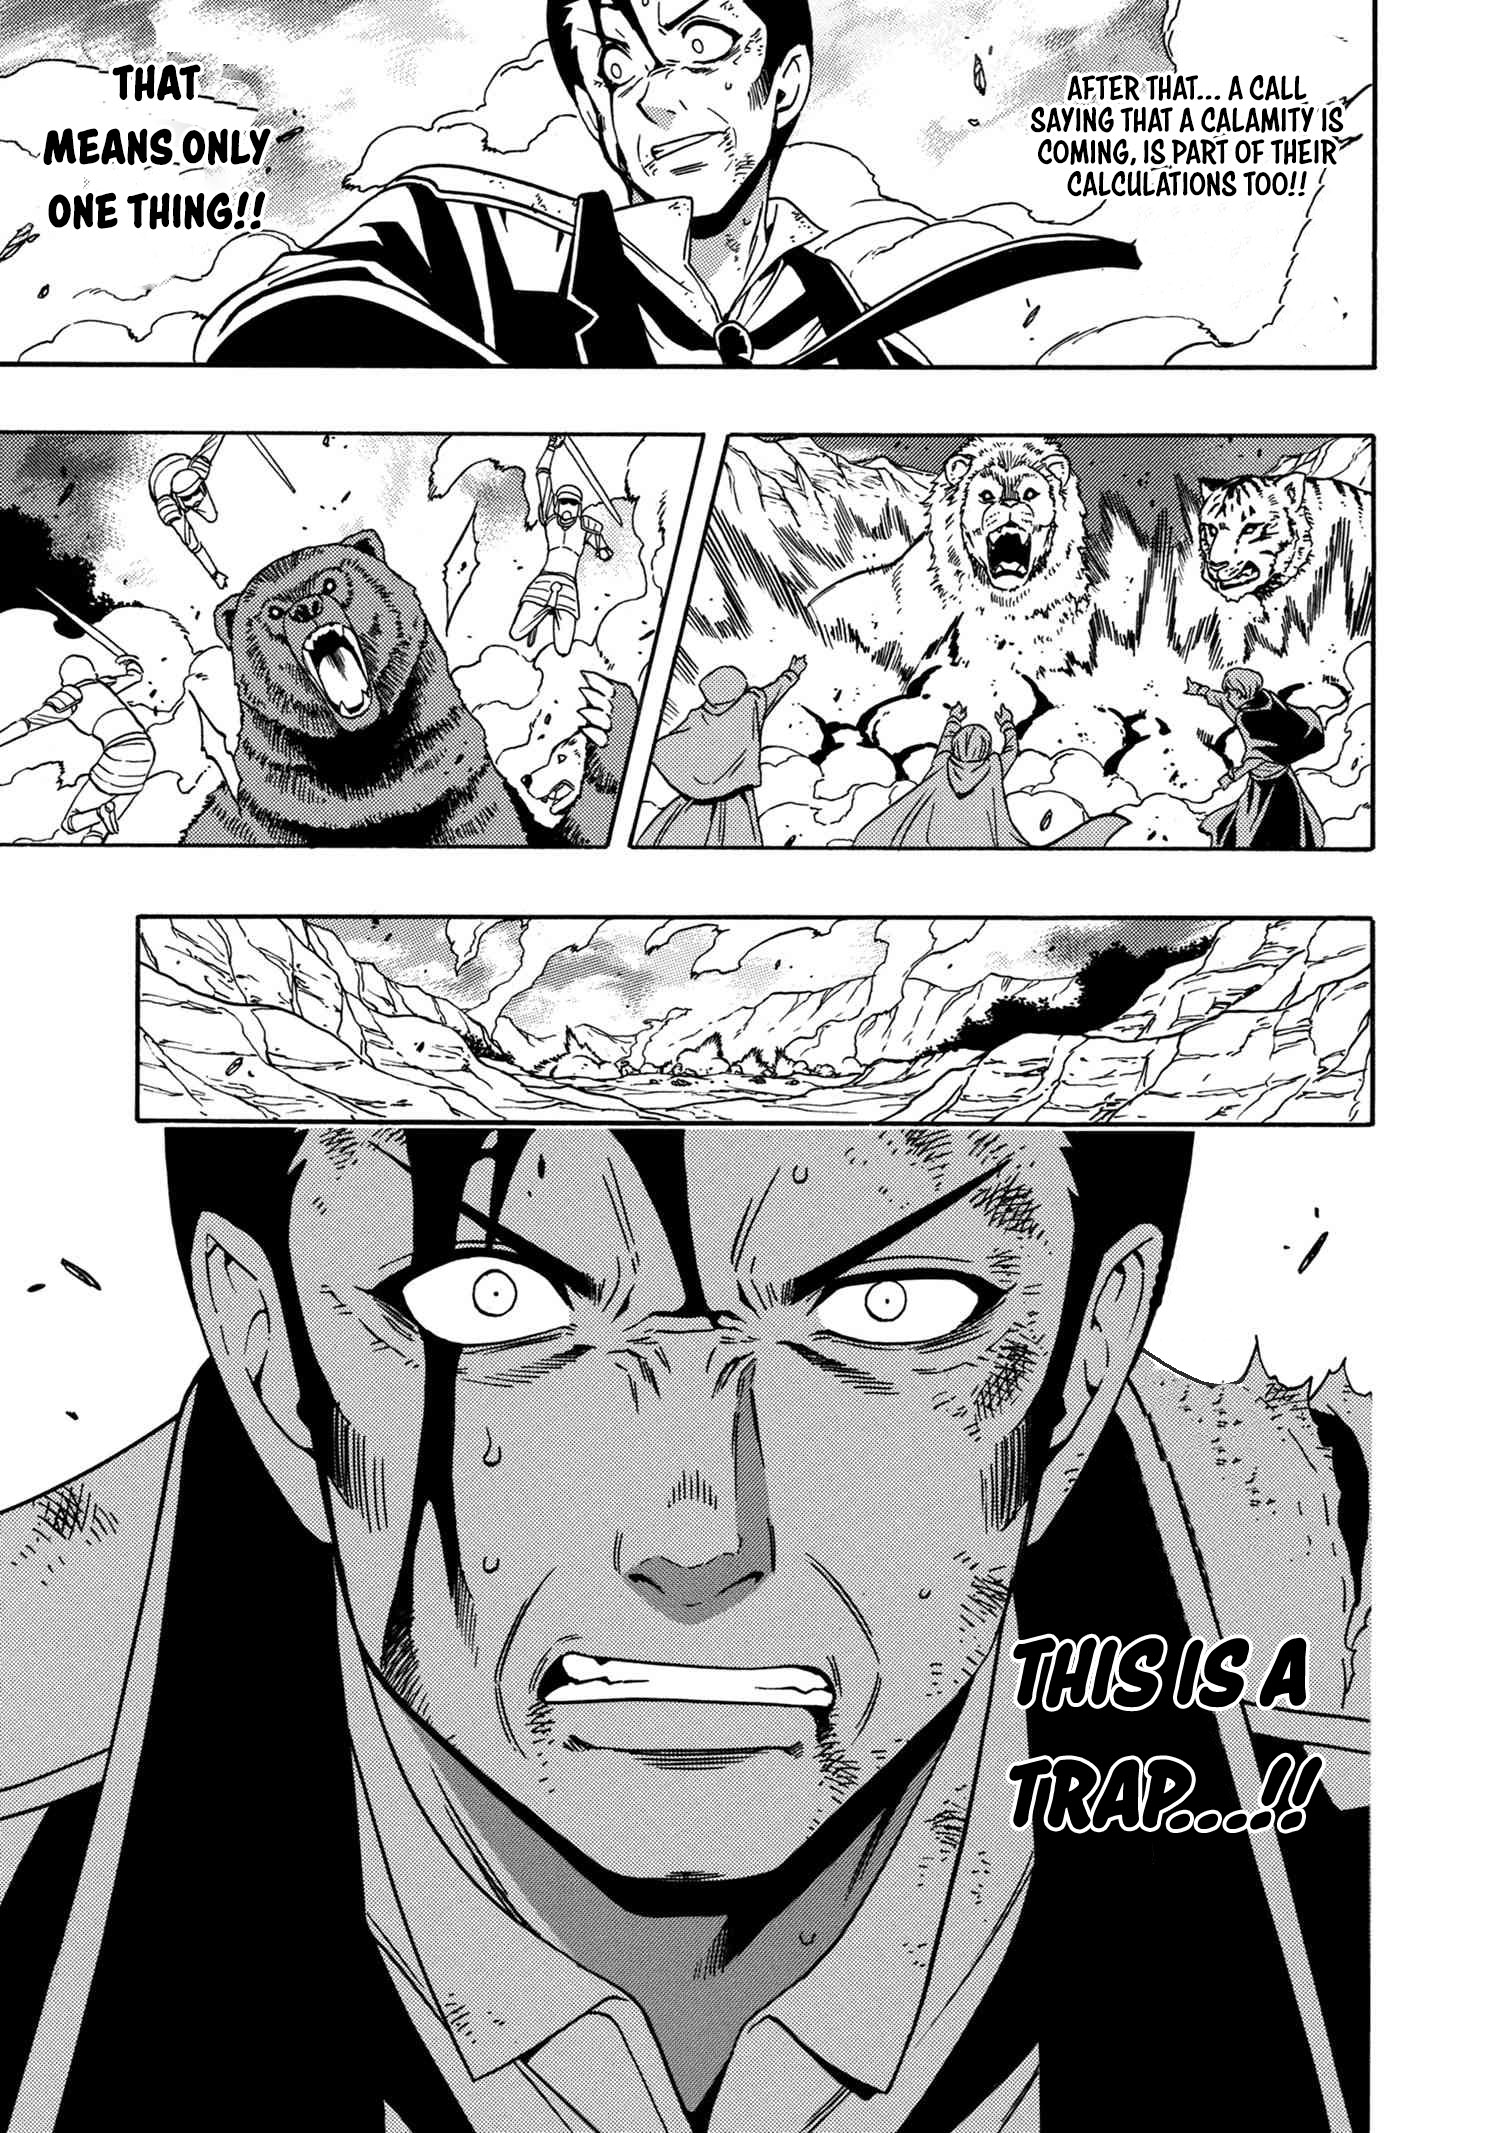 AFTER THAT... A CALL
SAYING THAT A CALAMITY IS
COMING, IS PART OF THEIR
CALCULATIONS TOO!!
THAT
MEANS ONLY
ONE THING!!
THIS IS A
TRAP...!!